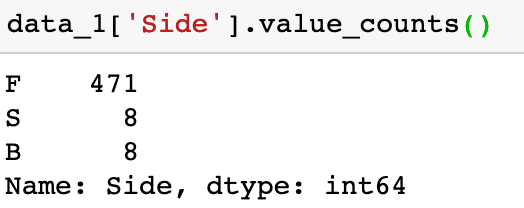 data_1['Side'].value_counts()
F    471
S      8
B      8
Name: Side, dtype: int64